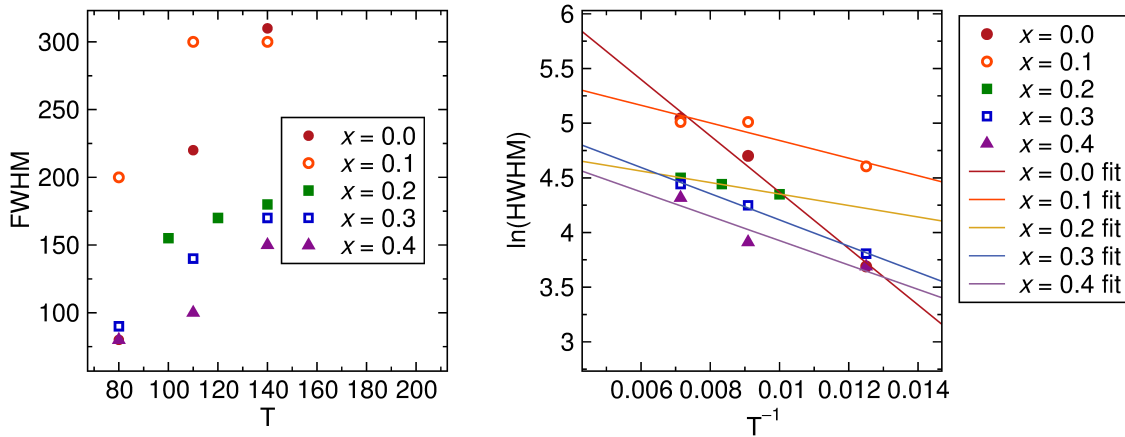 FWHM
300
250
200
150
100
80 100 120 140 160 180 200
T
x = 0.0
x = 0.1
x = 0.2
x = 0.3
x = 0.4
ln(HWHM)
6
5.5
5
4.5
4
3.5
3
0.006 0.008 0.01 0.012 0.014
T⁻¹
x = 0.0
x = 0.1
x = 0.2
x = 0.3
x = 0.4
x = 0.0 fit
x = 0.1 fit
x = 0.2 fit
x = 0.3 fit
x = 0.4 fit